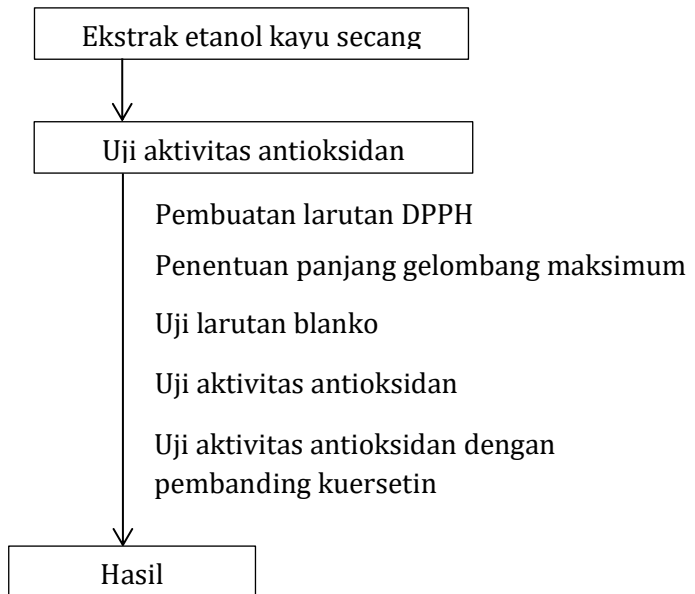 Ekstrak etanol kayu secang
Uji aktivitas antioksidan
Pembuatan larutan DPPH
Penentuan panjang gelombang maksimum
Uji larutan blanko
Uji aktivitas antioksidan
Uji aktivitas antioksidan dengan
pembanding kuersetin
Hasil